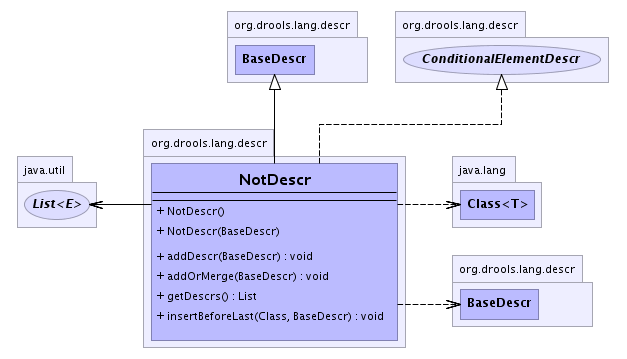 org.drools.lang.descr
BaseDescr
org.drools.lang.descr
ConditionalElementDescr
org.drools.lang.descr
java.util
List<E>
NotDescr
+ NotDescr()
+ NotDescr(BaseDescr)
+ addDescr(BaseDescr) : void
+ addOrMerge(BaseDescr) : void
+ getDescrs() : List
+ insertBeforeLast(Class, BaseDescr) : void
java.lang
Class<T>
org.drools.lang.descr
BaseDescr